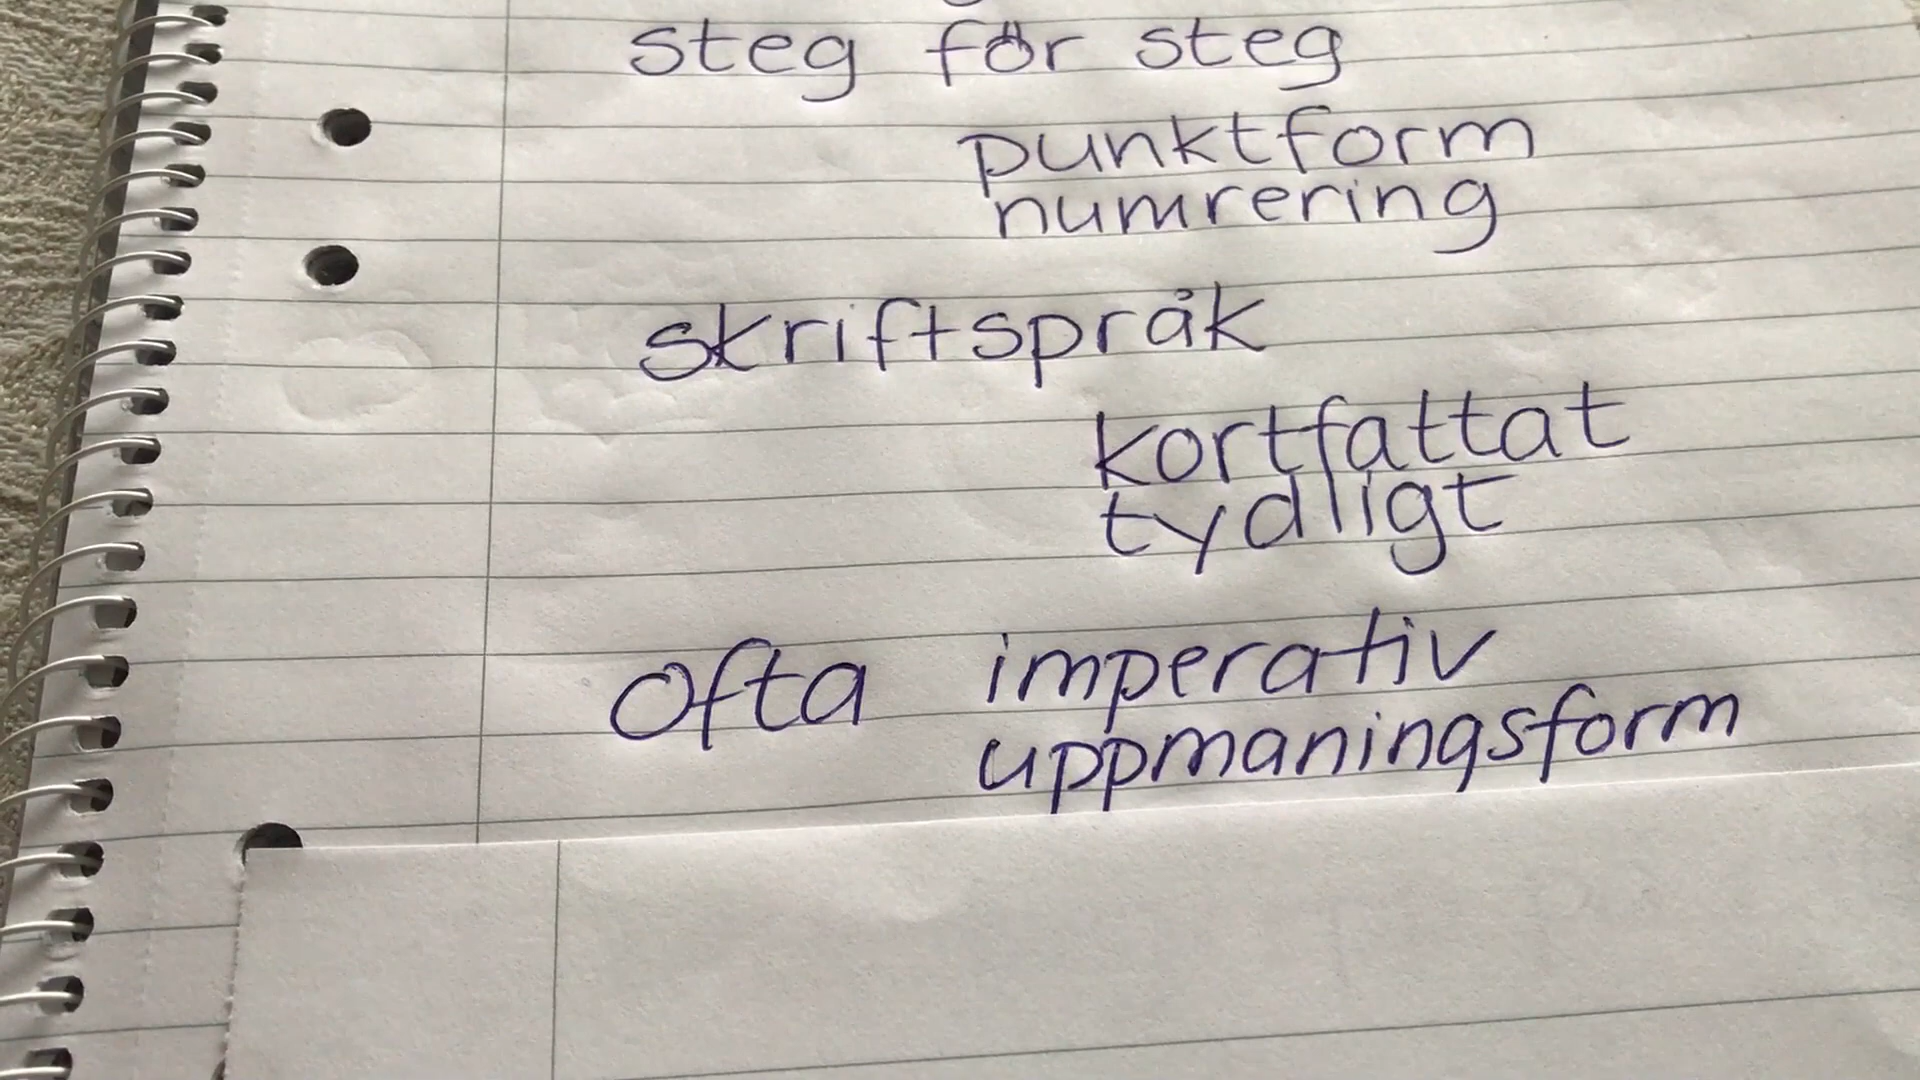 steg för steg
punktform
numrering
skriftspråk
kortfattat
tydligt
Ofta imperativ
uppmaningsform